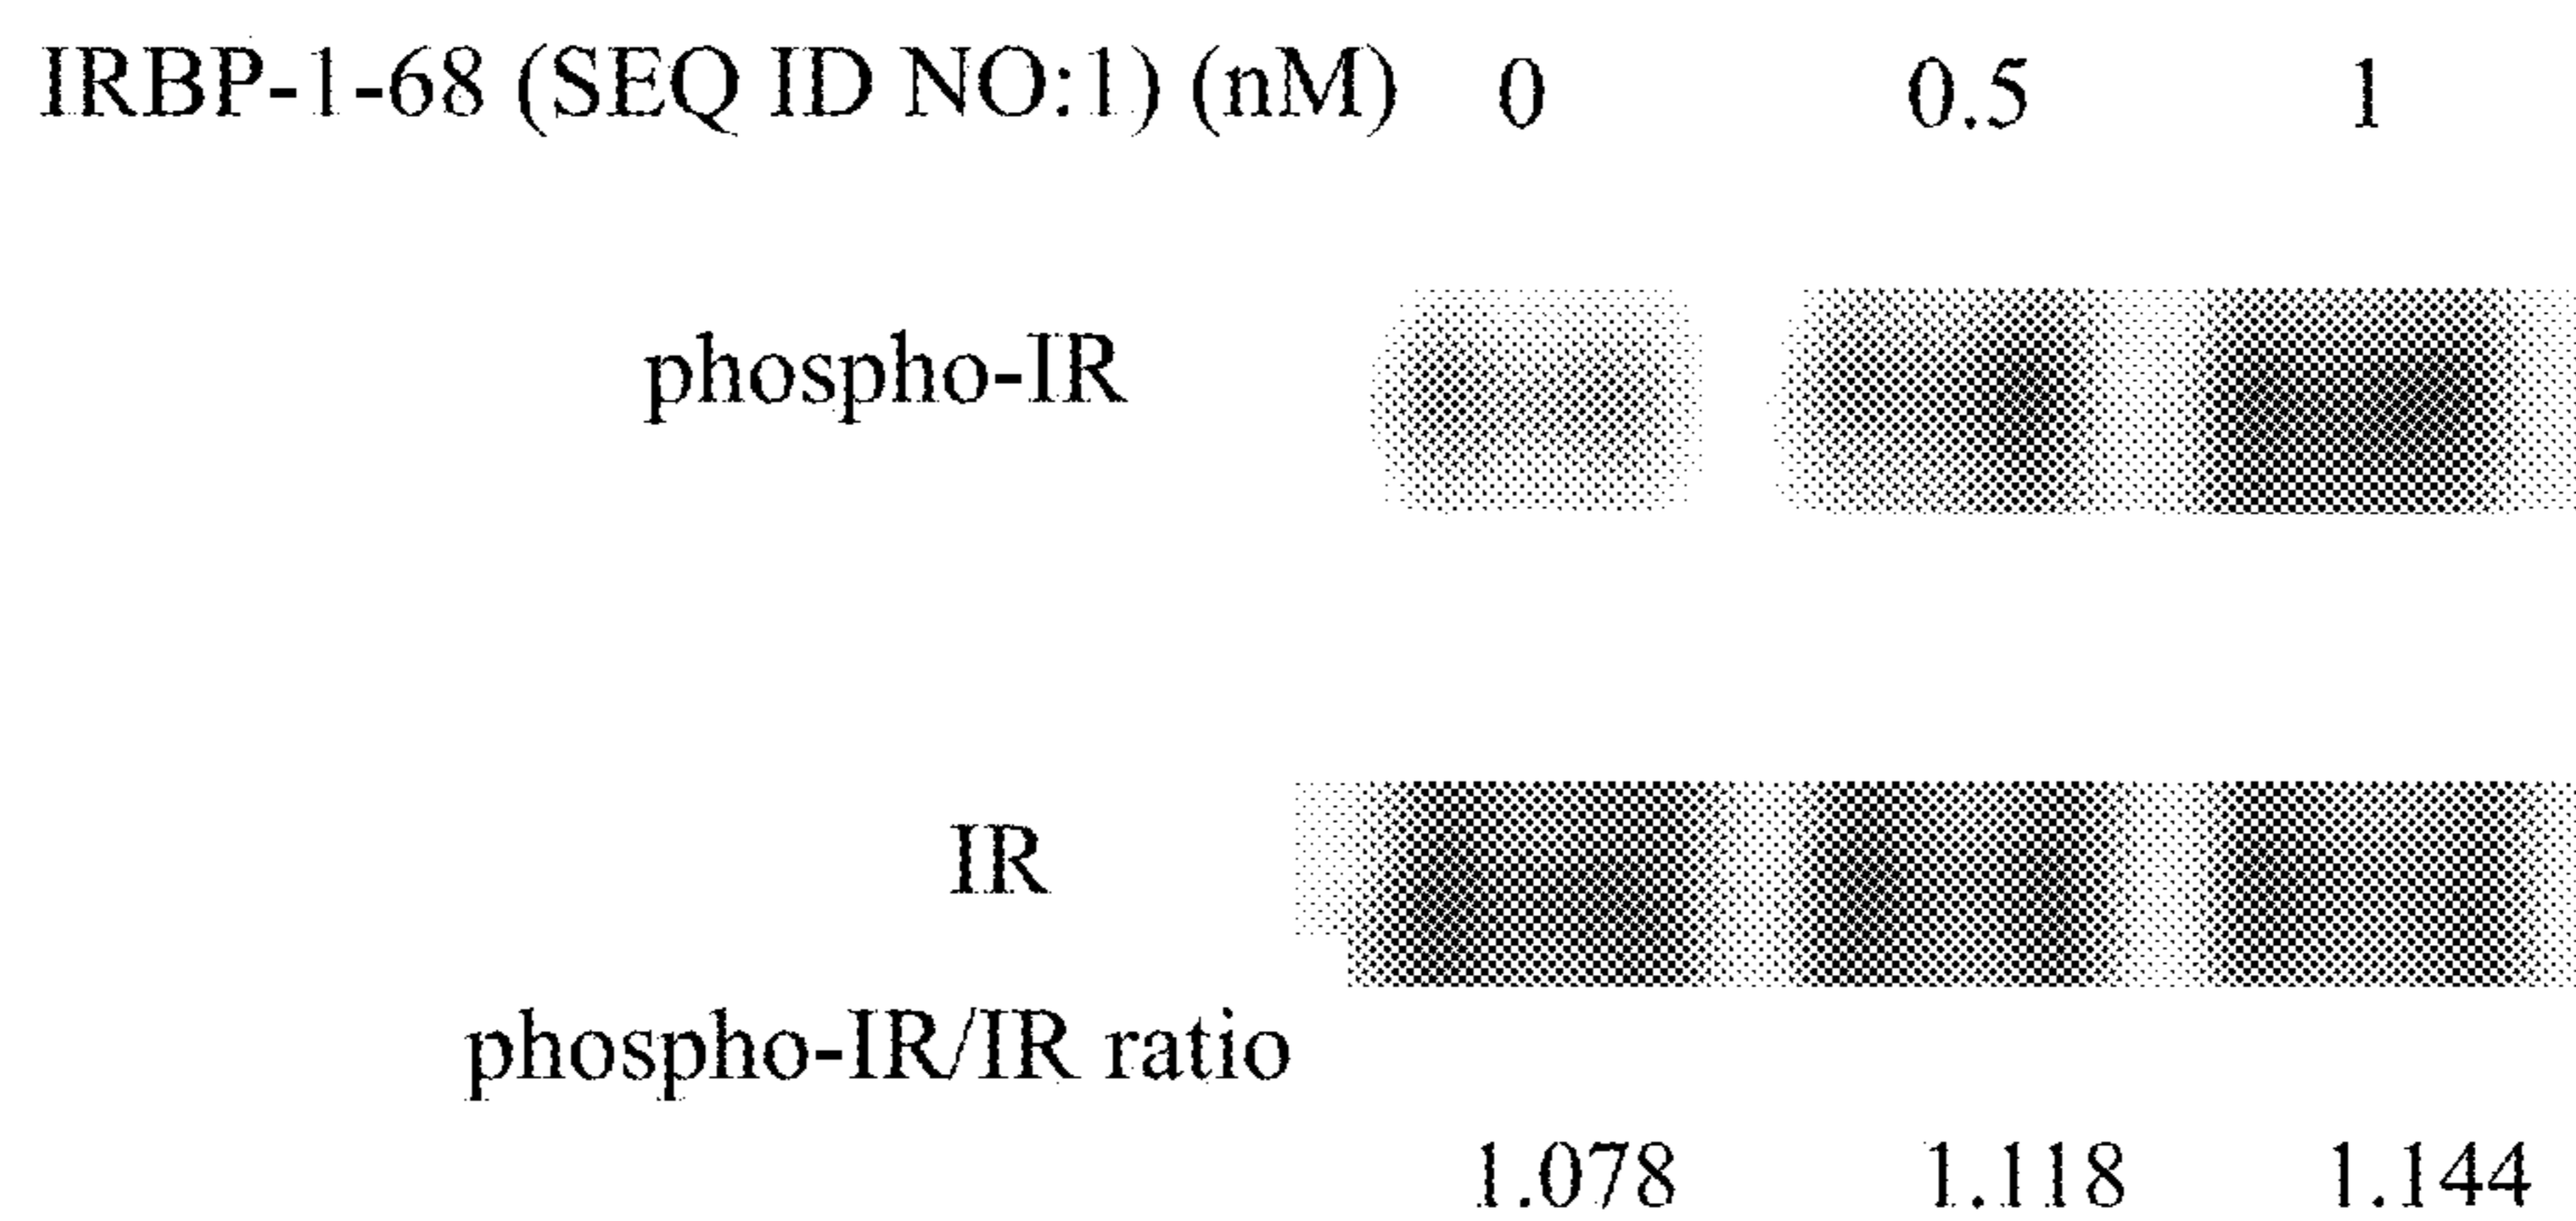 IRBP-1-68 (SEQ ID NO:1) (nM) 0 0.5 1
phospho-IR
IR
phospho-IR/IR ratio
1.078 1.118 1.144